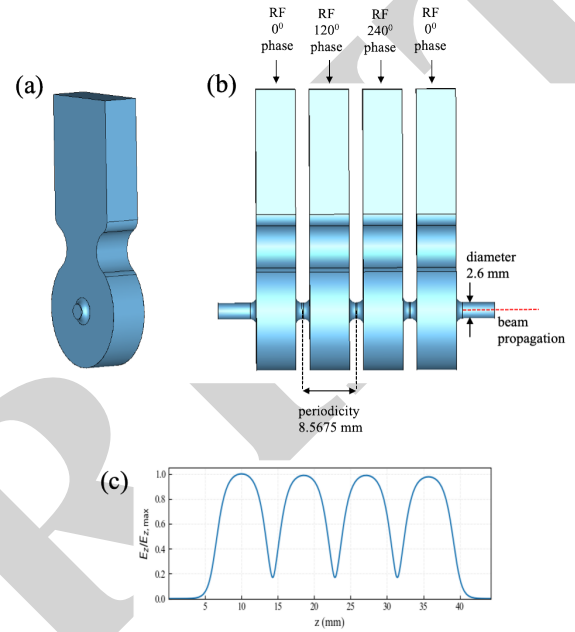 RF RF RF RF
0⁰ 120⁰ 240⁰ 0⁰
phase phase phase phase
(a)
(b)
diameter
2.6 mm
beam
propagation
periodicity
8.5675 mm
(c)
1.0
0.8
0.6
0.4
0.2
0.0
Ez/Ez, max
5 10 15 20 25 30 35 40
z (mm)